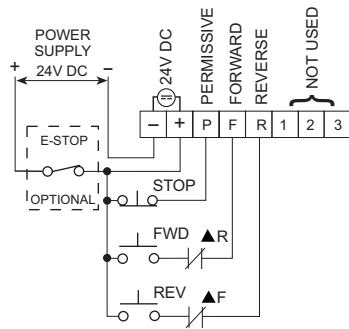 POWER
SUPPLY
+ 24V DC −
24V DC
PERMISSIVE
FORWARD
REVERSE
NOT USED
− + P F R 1 2 3
E-STOP
OPTIONAL
STOP
FWD ▲R
REV ▲F